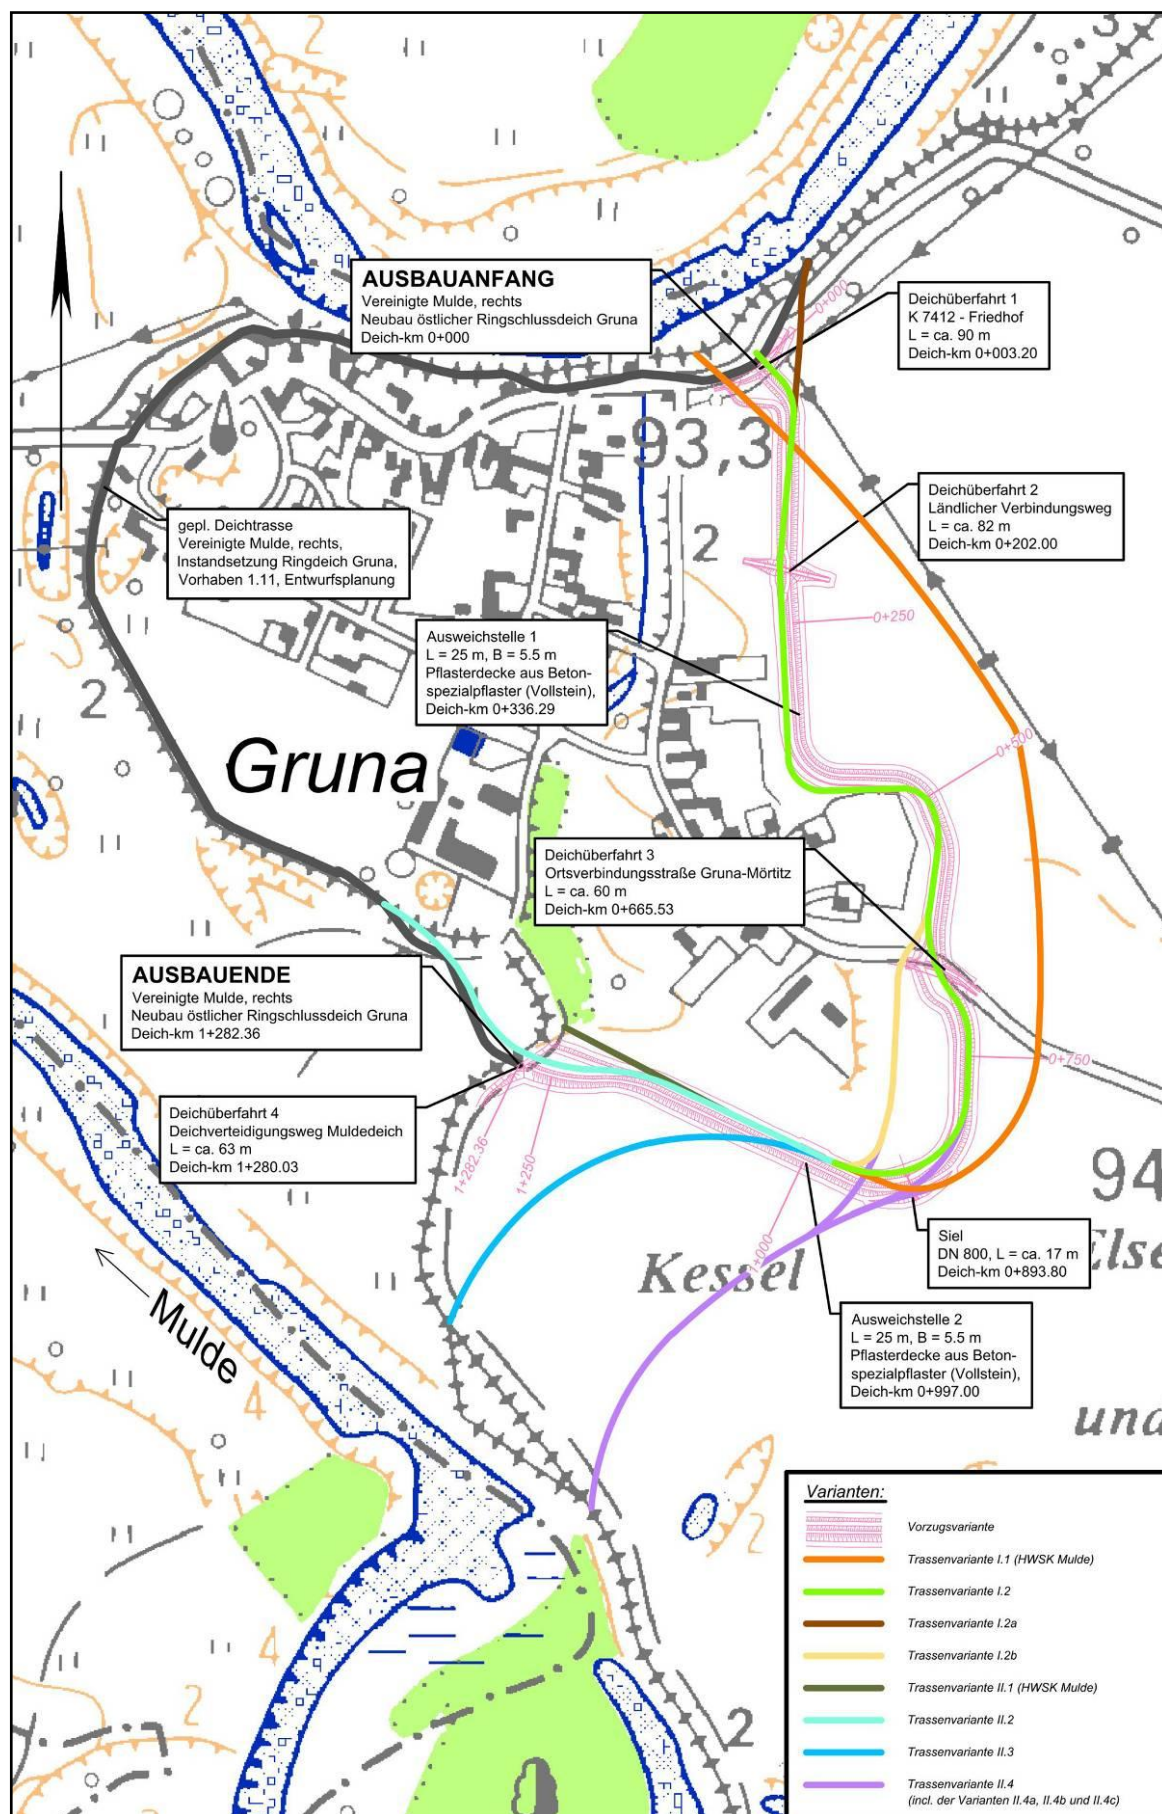 2
3
AUSBAUANFANG
Vereinigte Mulde, rechts
Neubau östlicher Ringschlussdeich Gruna
Deich-km 0+000
0+000
Deichüberfahrt 1
K 7412 - Friedhof
L = ca. 90 m
Deich-km 0+003.20
93,3
Deichüberfahrt 2
Ländlicher Verbindungsweg
L = ca. 82 m
Deich-km 0+202.00
gepl. Deichtrasse
Vereinigte Mulde, rechts,
Instandsetzung Ringdeich Gruna,
Vorhaben 1.11, Entwurfsplanung
2
0+250
Ausweichstelle 1
L = 25 m, B = 5.5 m
Pflasterdecke aus Beton-
spezialpflaster (Vollstein),
Deich-km 0+336.29
2
Gruna
0+500
Deichüberfahrt 3
Ortsverbindungsstraße Gruna-Mörtitz
L = ca. 60 m
Deich-km 0+665.53
AUSBAUENDE
Vereinigte Mulde, rechts
Neubau östlicher Ringschlussdeich Gruna
Deich-km 1+282.36
0+750
Deichüberfahrt 4
Deichverteidigungsweg Muldedeich
L = ca. 63 m
Deich-km 1+280.03
1+282.36
1+250
94
Siel
DN 800, L = ca. 17 m
Deich-km 0+893.80
Kessel
1+000
Else
Mulde
Ausweichstelle 2
L = 25 m, B = 5.5 m
Pflasterdecke aus Beton-
spezialpflaster (Vollstein),
Deich-km 0+997.00
4
und
2
4
2
2
Varianten:
Vorzugsvariante
Trassenvariante I.1 (HWSK Mulde)
Trassenvariante I.2
Trassenvariante I.2a
Trassenvariante I.2b
Trassenvariante II.1 (HWSK Mulde)
Trassenvariante II.2
Trassenvariante II.3
Trassenvariante II.4
(incl. der Varianten II.4a, II.4b und II.4c)